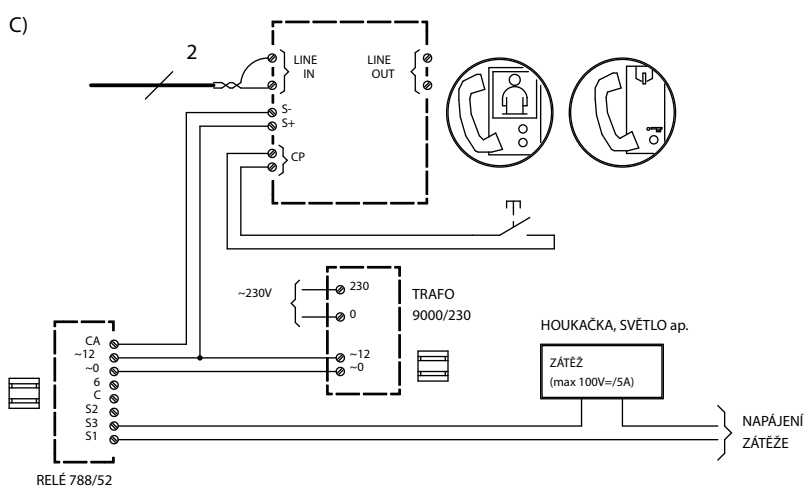 C)
2
LINE
IN
LINE
OUT
S-
S+
CP
~230V
230
0
TRAFO
9000/230
~12
~0
HOUKAČKA, SVĚTLO ap.
ZÁTĚŽ
(max 100V=/5A)
CA
~12
~0
6
C
S2
S3
S1
NAPÁJENÍ
ZÁTĚŽE
RELÉ 788/52